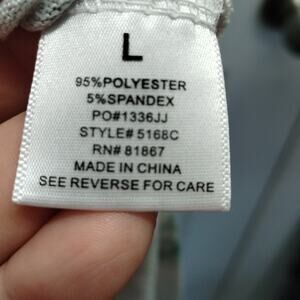 L
95%POLYESTER
5%SPANDEX
PO#1336JJ
STYLE# 5168C
RN# 81867
MADE IN CHINA
SEE REVERSE FOR CARE